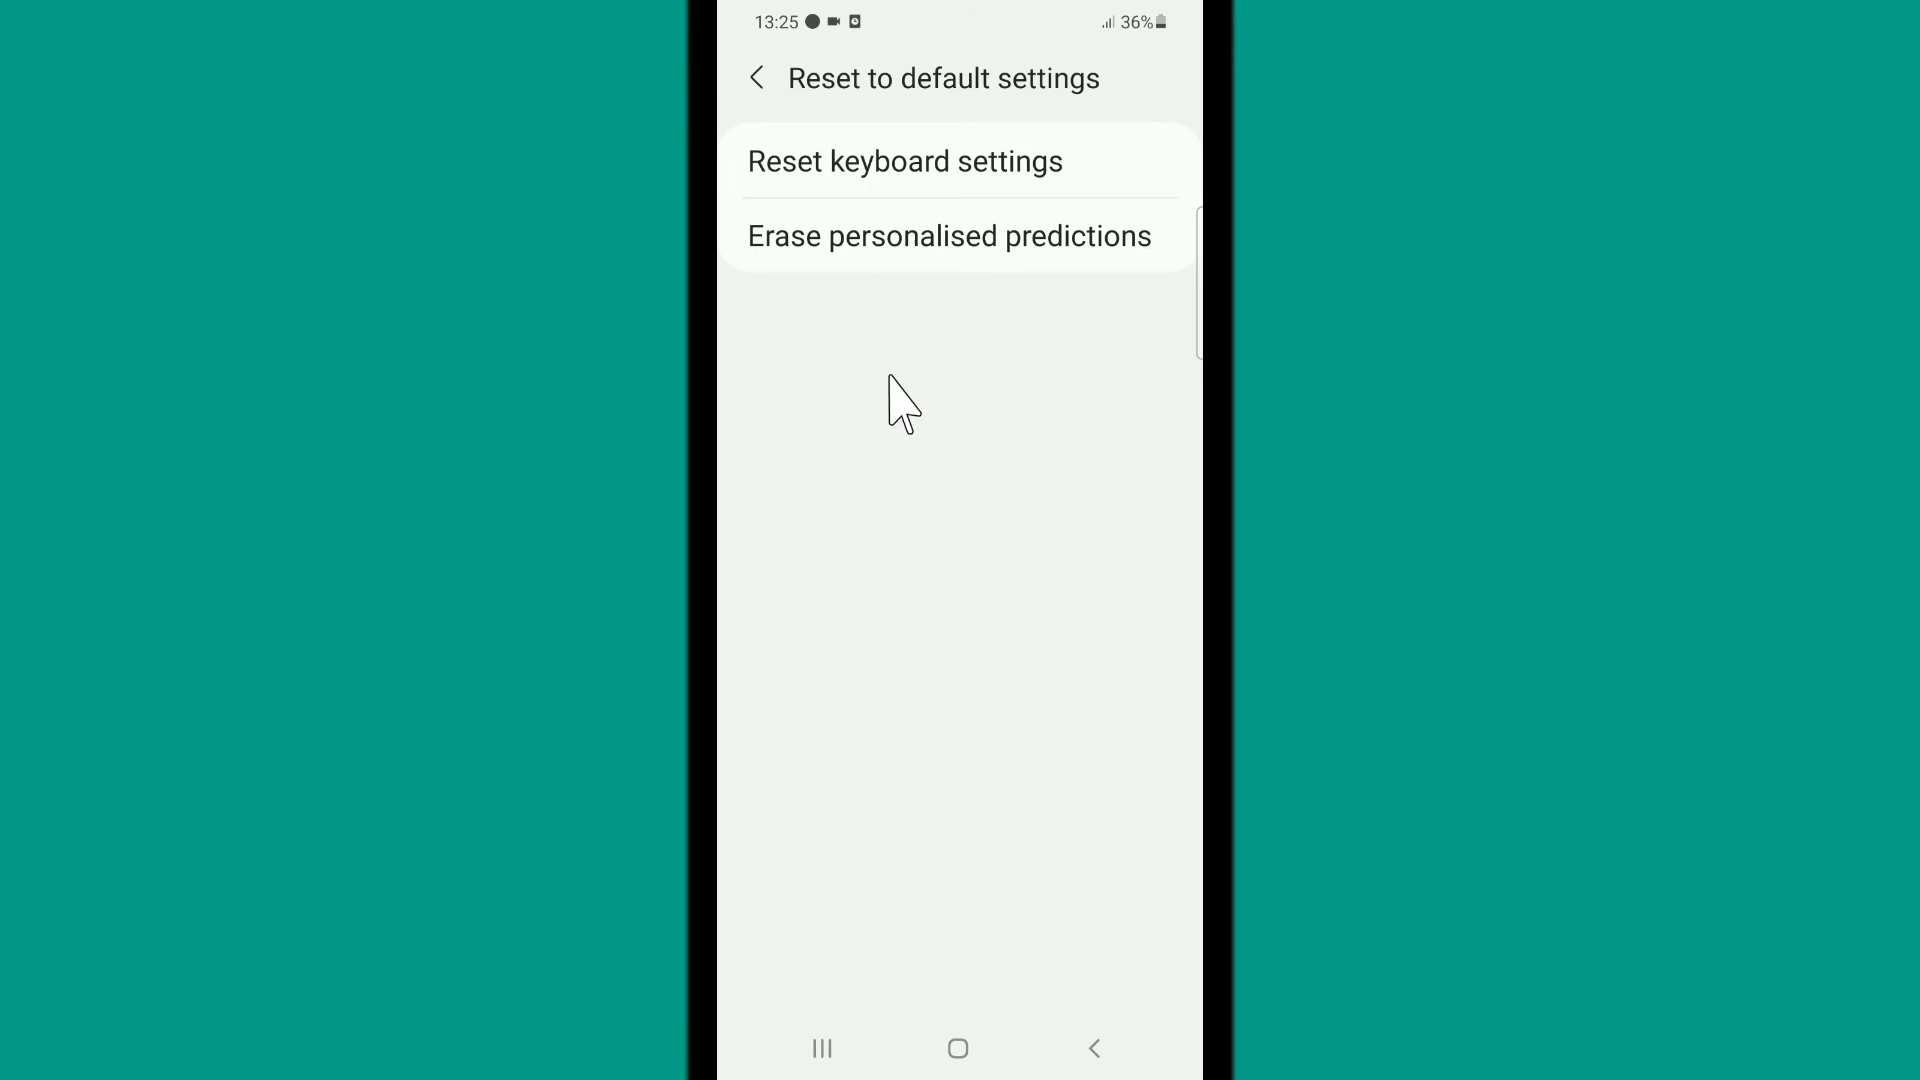 13:25 36%
Reset to default settings
Reset keyboard settings
Erase personalised predictions